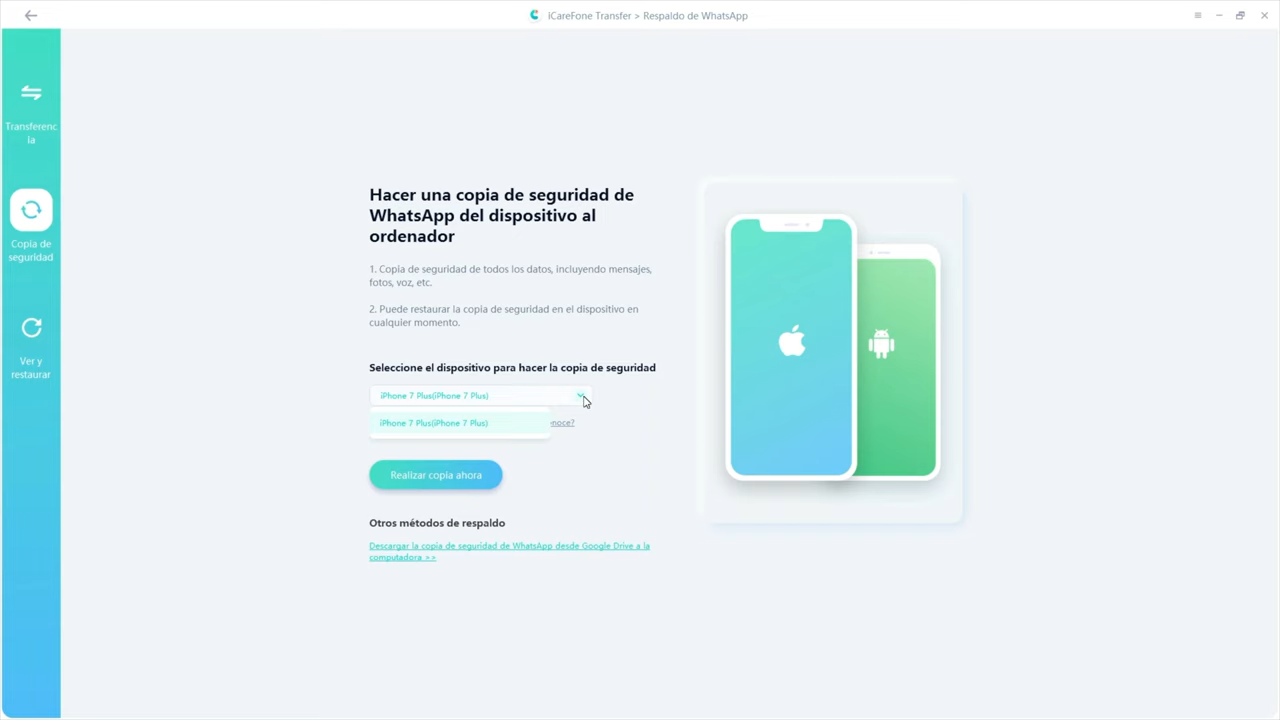 iCareFone Transfer > Respaldo de WhatsApp
Transferenc
ia
Copia de
seguridad
Ver y
restaurar
Hacer una copia de seguridad de
WhatsApp del dispositivo al
ordenador
1. Copia de seguridad de todos los datos, incluyendo mensajes,
fotos, voz, etc.
2. Puede restaurar la copia de seguridad en el dispositivo en
cualquier momento.
Seleccione el dispositivo para hacer la copia de seguridad
iPhone 7 Plus(iPhone 7 Plus)
iPhone 7 Plus(iPhone 7 Plus)
noce?
Realizar copia ahora
Otros métodos de respaldo
Descargar la copia de seguridad de WhatsApp desde Google Drive a la
computadora >>